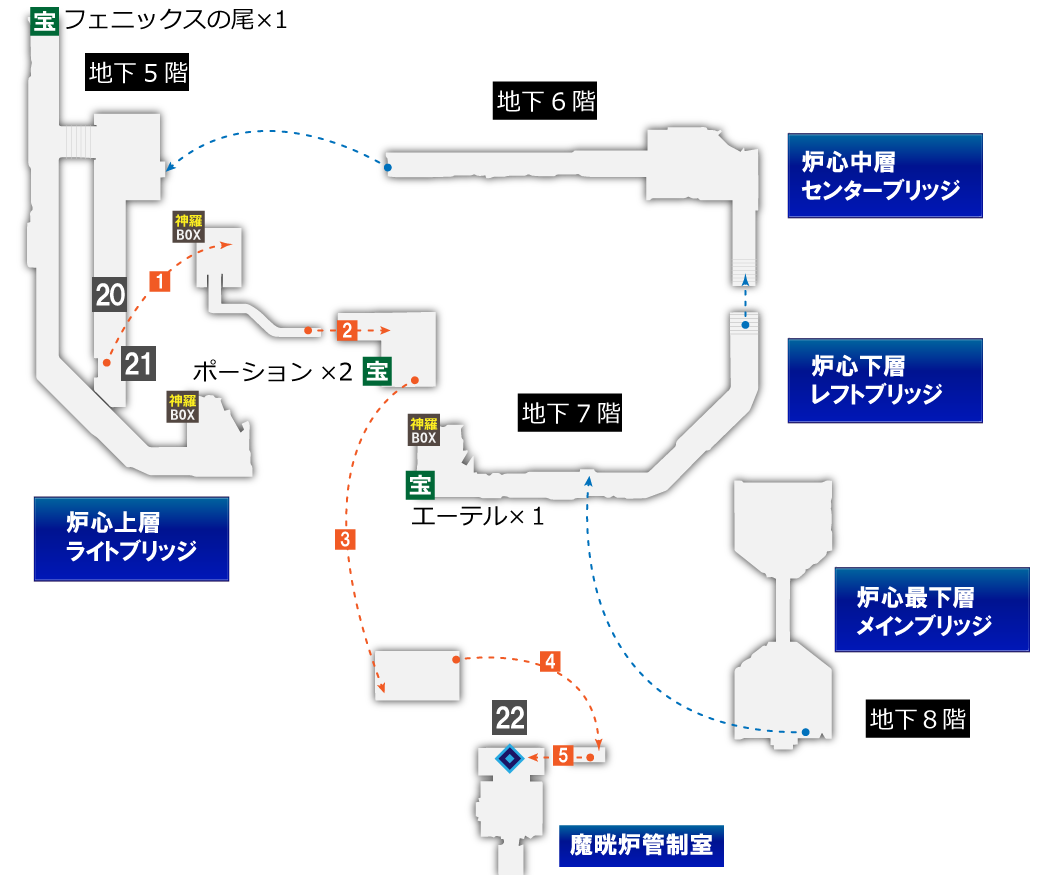 宝 フェニックスの尾×1
地下5階
地下6階
炉心中層
センターブリッジ
神羅
BOX
1
20
2
21
ポーション×2 宝
炉心下層
レフトブリッジ
神羅
BOX
地下7階
神羅
BOX
宝
エーテル×1
炉心上層
ライトブリッジ
3
炉心最下層
メインブリッジ
4
22
地下8階
5
魔晄炉管制室